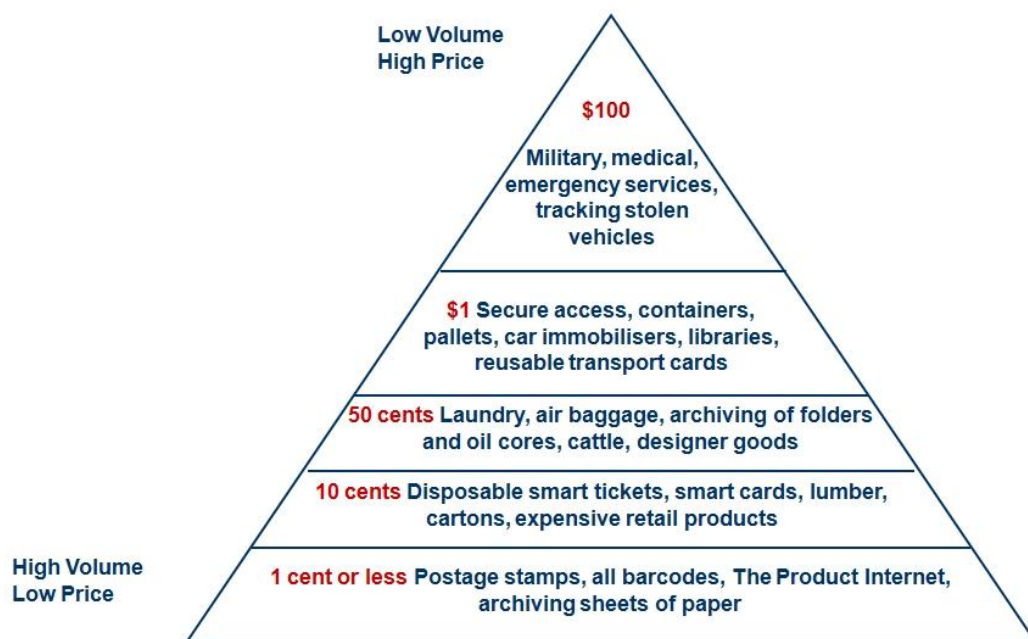 Low Volume
High Price
$100
Military, medical,
emergency services,
tracking stolen
vehicles
$1 Secure access, containers,
pallets, car immobilisers, libraries,
reusable transport cards
50 cents Laundry, air baggage, archiving of folders
and oil cores, cattle, designer goods
10 cents Disposable smart tickets, smart cards, lumber,
cartons, expensive retail products
High Volume
Low Price
1 cent or less Postage stamps, all barcodes, The Product Internet,
archiving sheets of paper